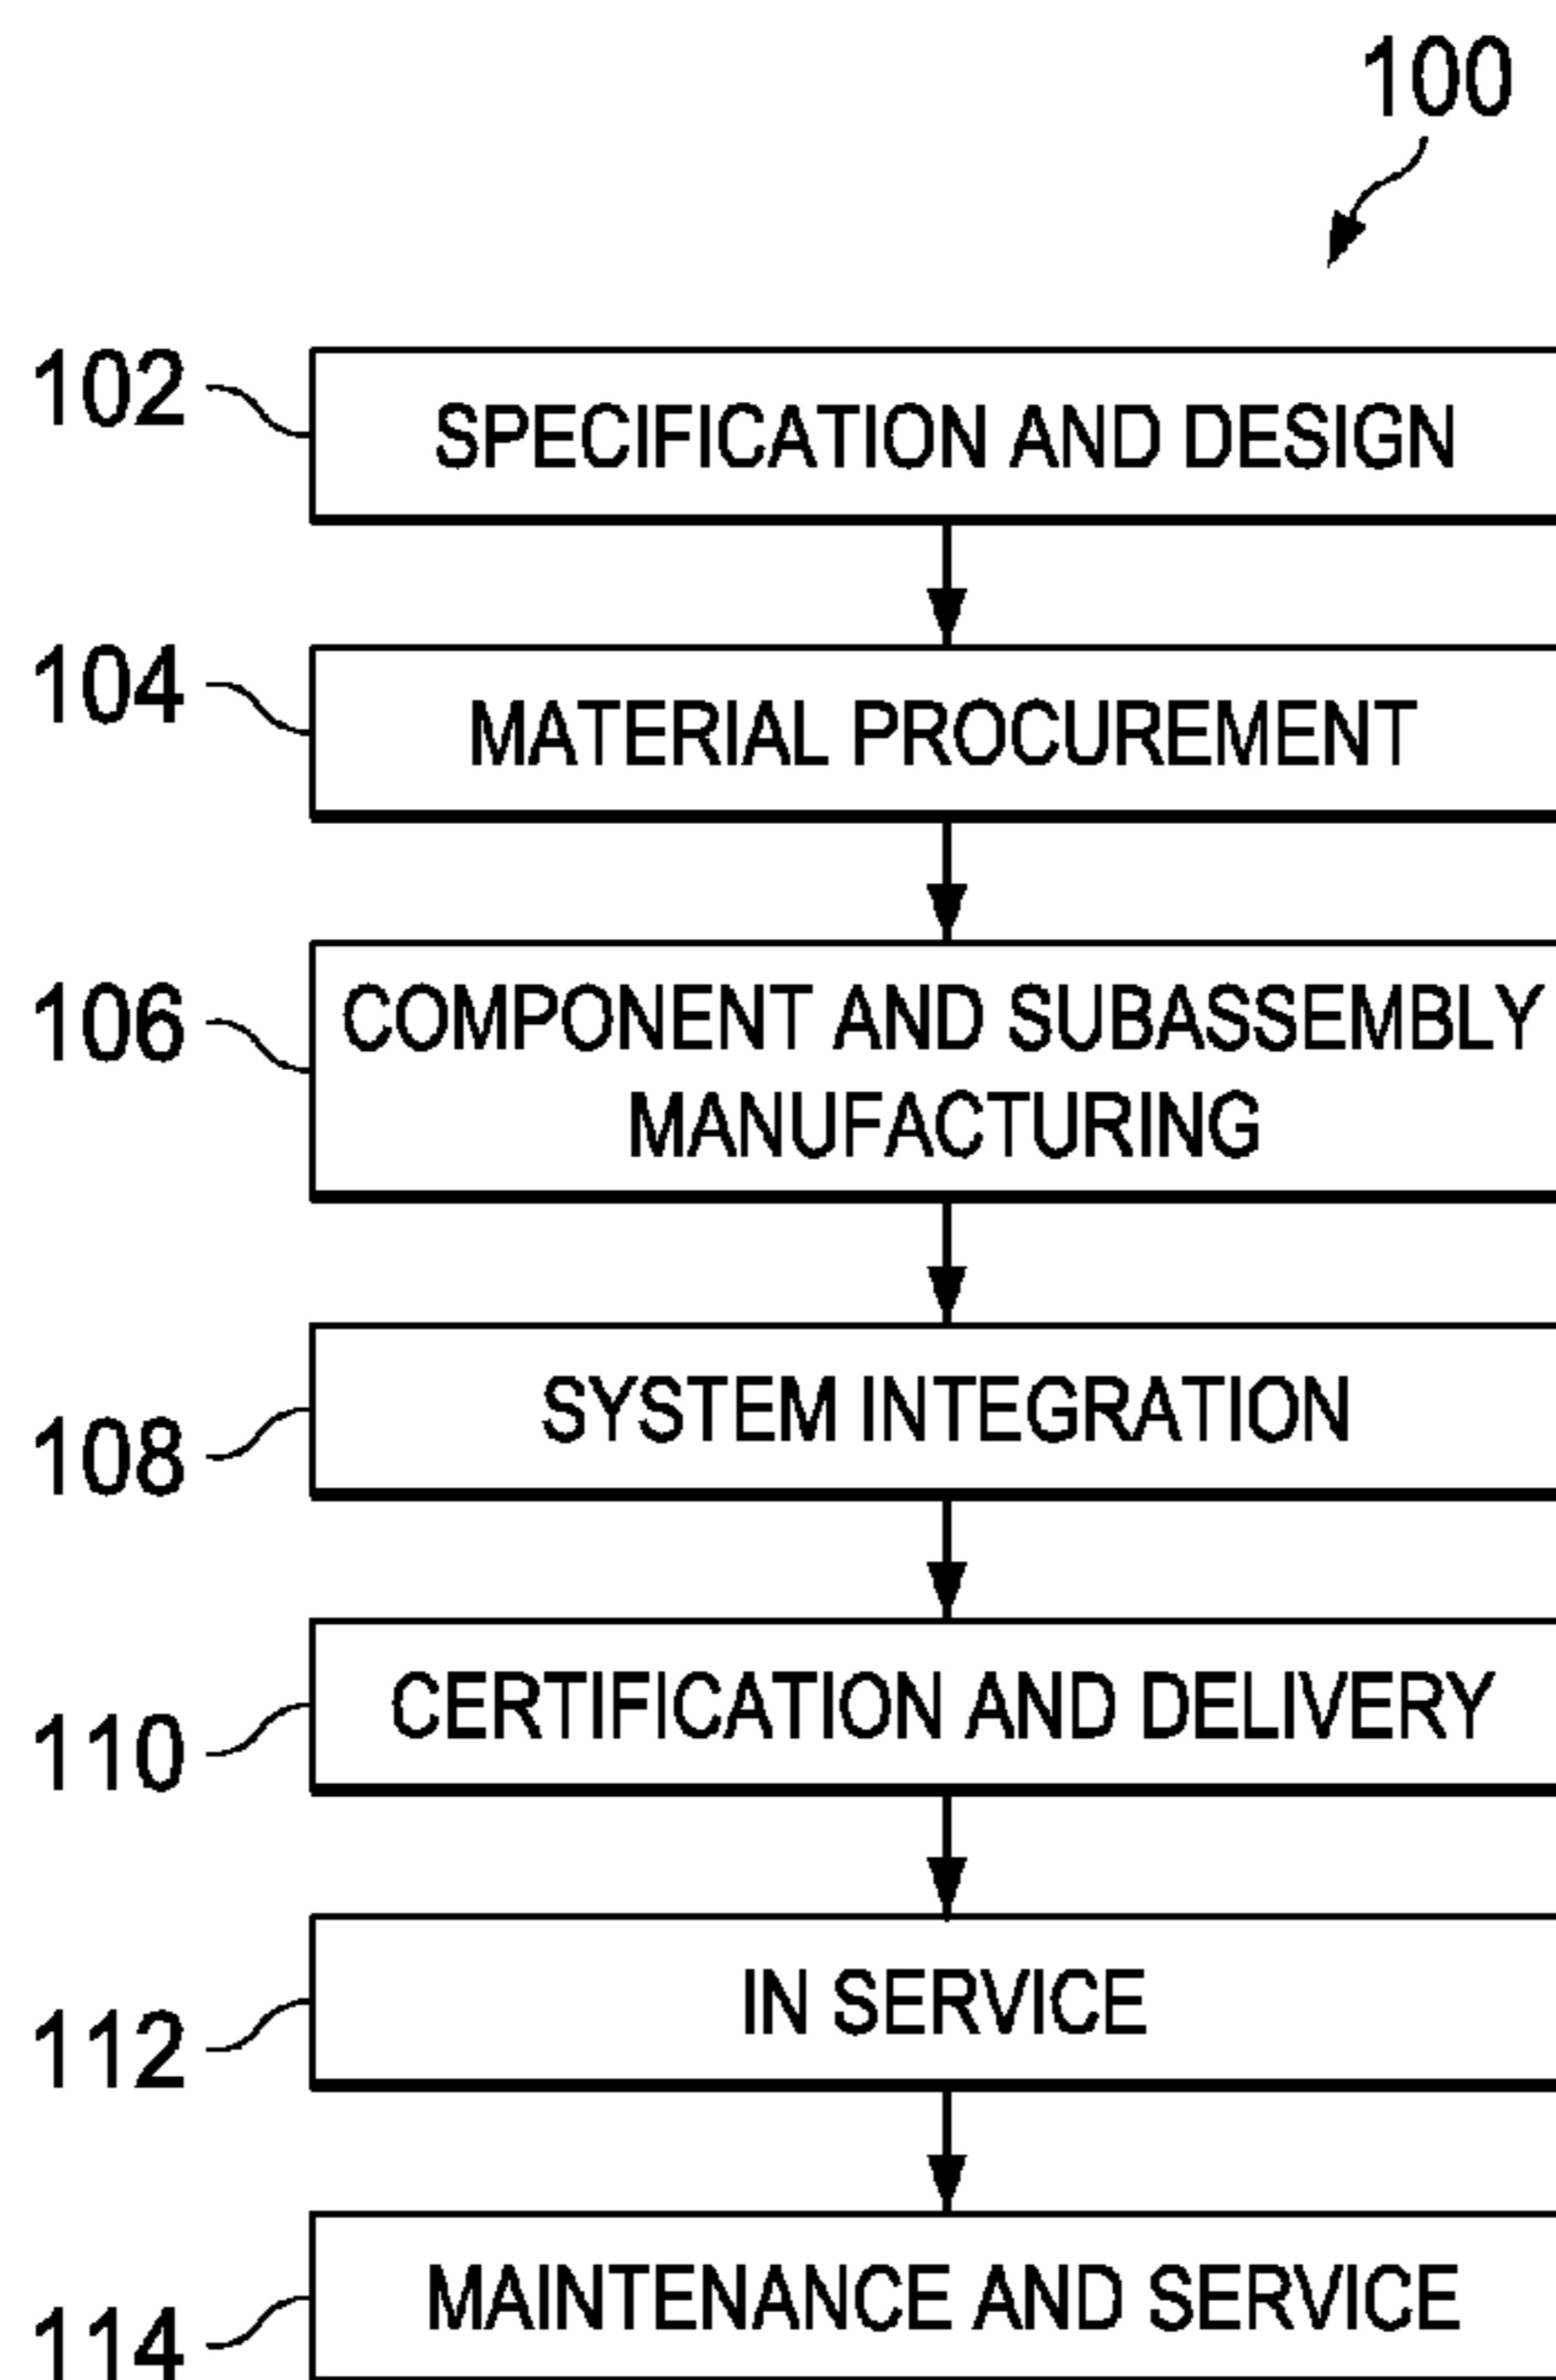 100
102
SPECIFICATION AND DESIGN
104
MATERIAL PROCUREMENT
106
COMPONENT AND SUBASSEMBLY
MANUFACTURING
108
SYSTEM INTEGRATION
110
CERTIFICATION AND DELIVERY
112
IN SERVICE
114
MAINTENANCE AND SERVICE